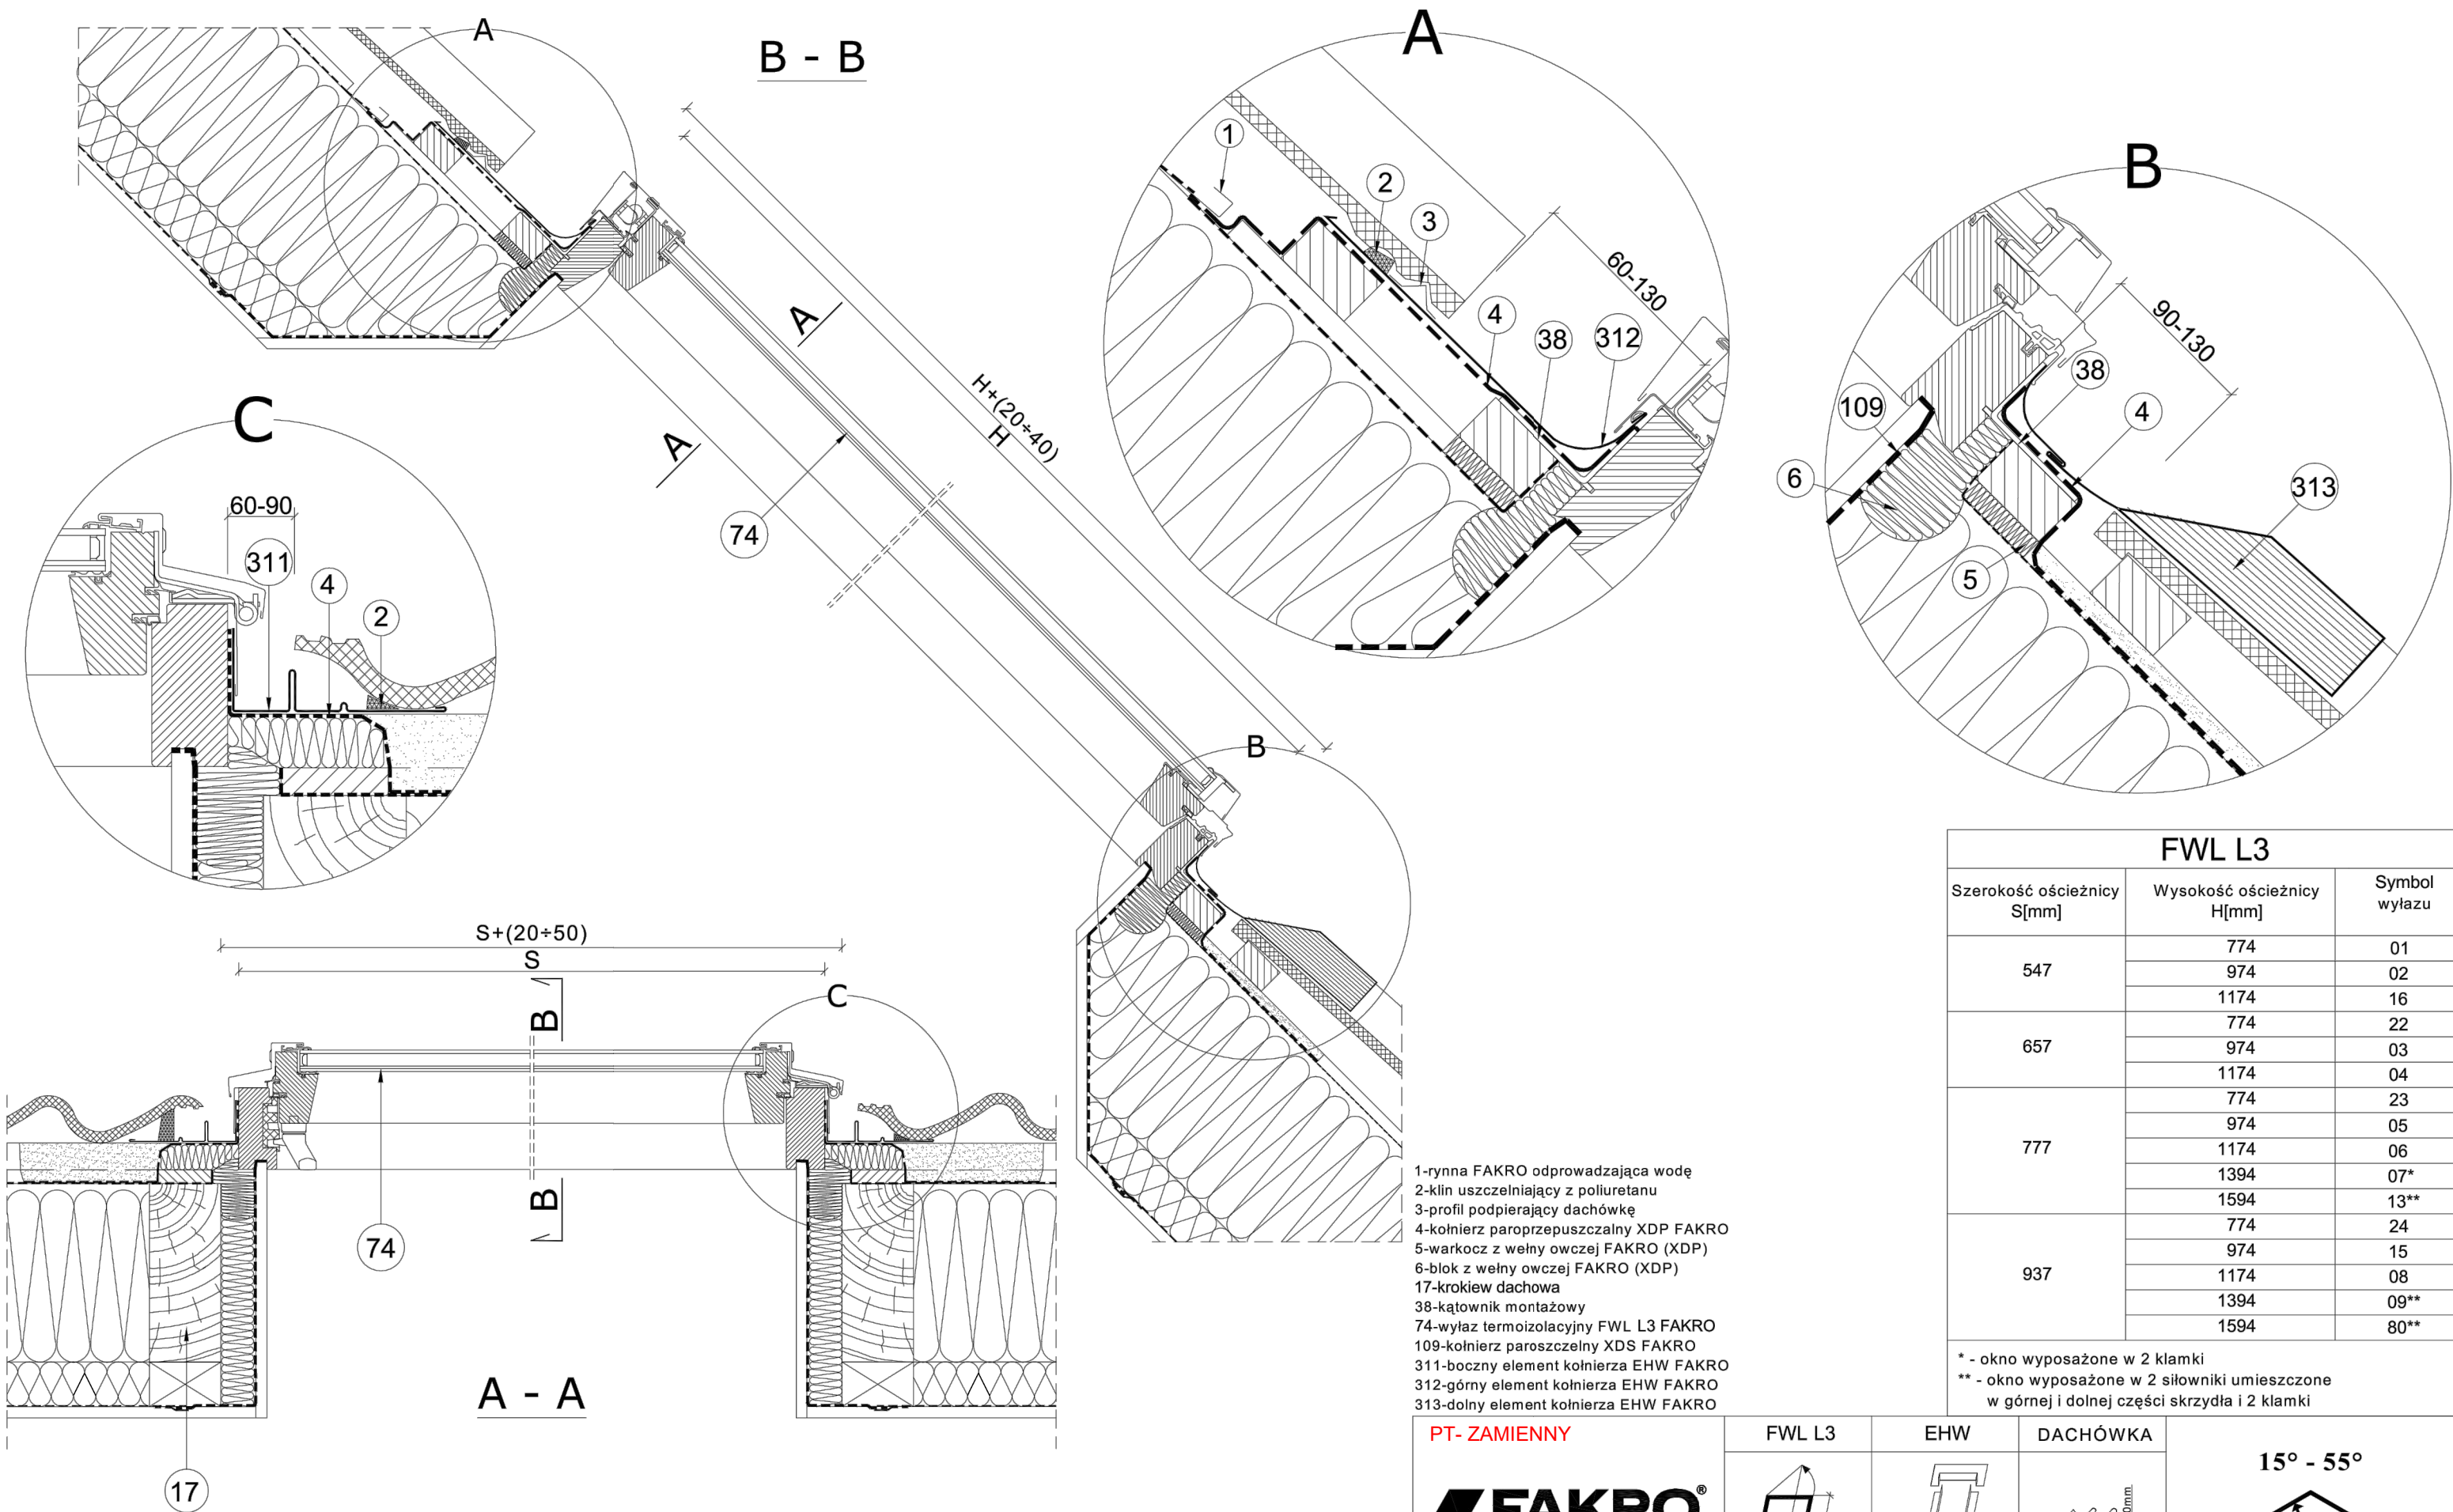 A
B - B
A
B
1
2
3
4
38
312
60-130
90-130
38
4
109
6
313
5
A
A
H+(20÷40)
H
74
C
60-90
311
4
2
B
S+(20÷50)
S
B
C
B
74
A - A
17
FWL L3
Szerokość ościeżnicy S[mm]
Wysokość ościeżnicy H[mm]
Symbol wyłazu
547
774 01
974 02
1174 16
657
774 22
974 03
1174 04
777
774 23
974 05
1174 06
1394 07*
1594 13**
937
774 24
974 15
1174 08
1394 09**
1594 80**
* - okno wyposażone w 2 klamki
** - okno wyposażone w 2 siłowniki umieszczone
w górnej i dolnej części skrzydła i 2 klamki
1-rynna FAKRO odprowadzająca wodę
2-klin uszczelniający z poliuretanu
3-profil podpierający dachówkę
4-kołnierz paroprzepuszczalny XDP FAKRO
5-warkocz z wełny owczej FAKRO (XDP)
6-blok z wełny owczej FAKRO (XDP)
17-krokiew dachowa
38-kątownik montażowy
74-wyłaz termoizolacyjny FWL L3 FAKRO
109-kołnierz paroszczelny XDS FAKRO
311-boczny element kołnierza EHW FAKRO
312-górny element kołnierza EHW FAKRO
313-dolny element kołnierza EHW FAKRO
PT- ZAMIENNY
FWL L3
EHW
DACHÓWKA
15° - 55°
FAKRO®